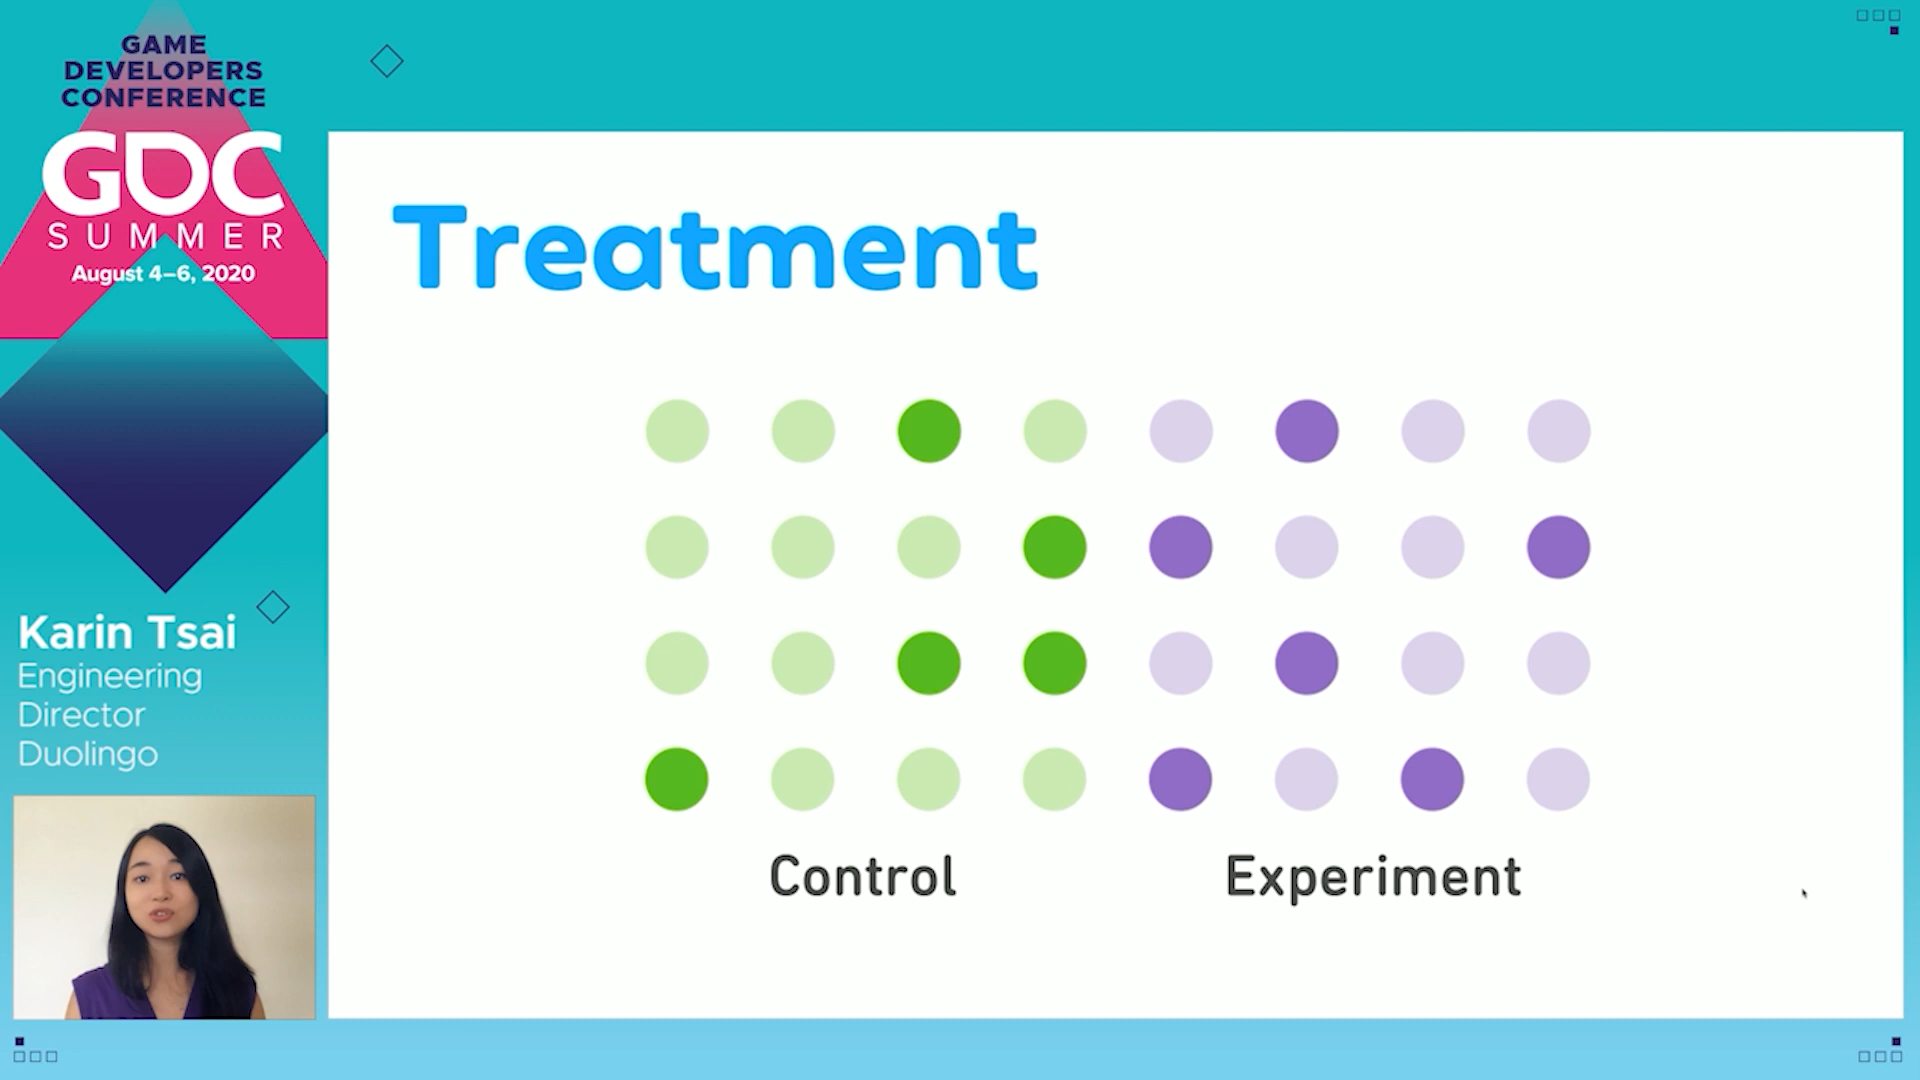 GAME
DEVELOPERS
CONFERENCE
GDC
SUMMER
August 4–6, 2020
Karin Tsai
Engineering
Director
Duolingo
Treatment
Control
Experiment